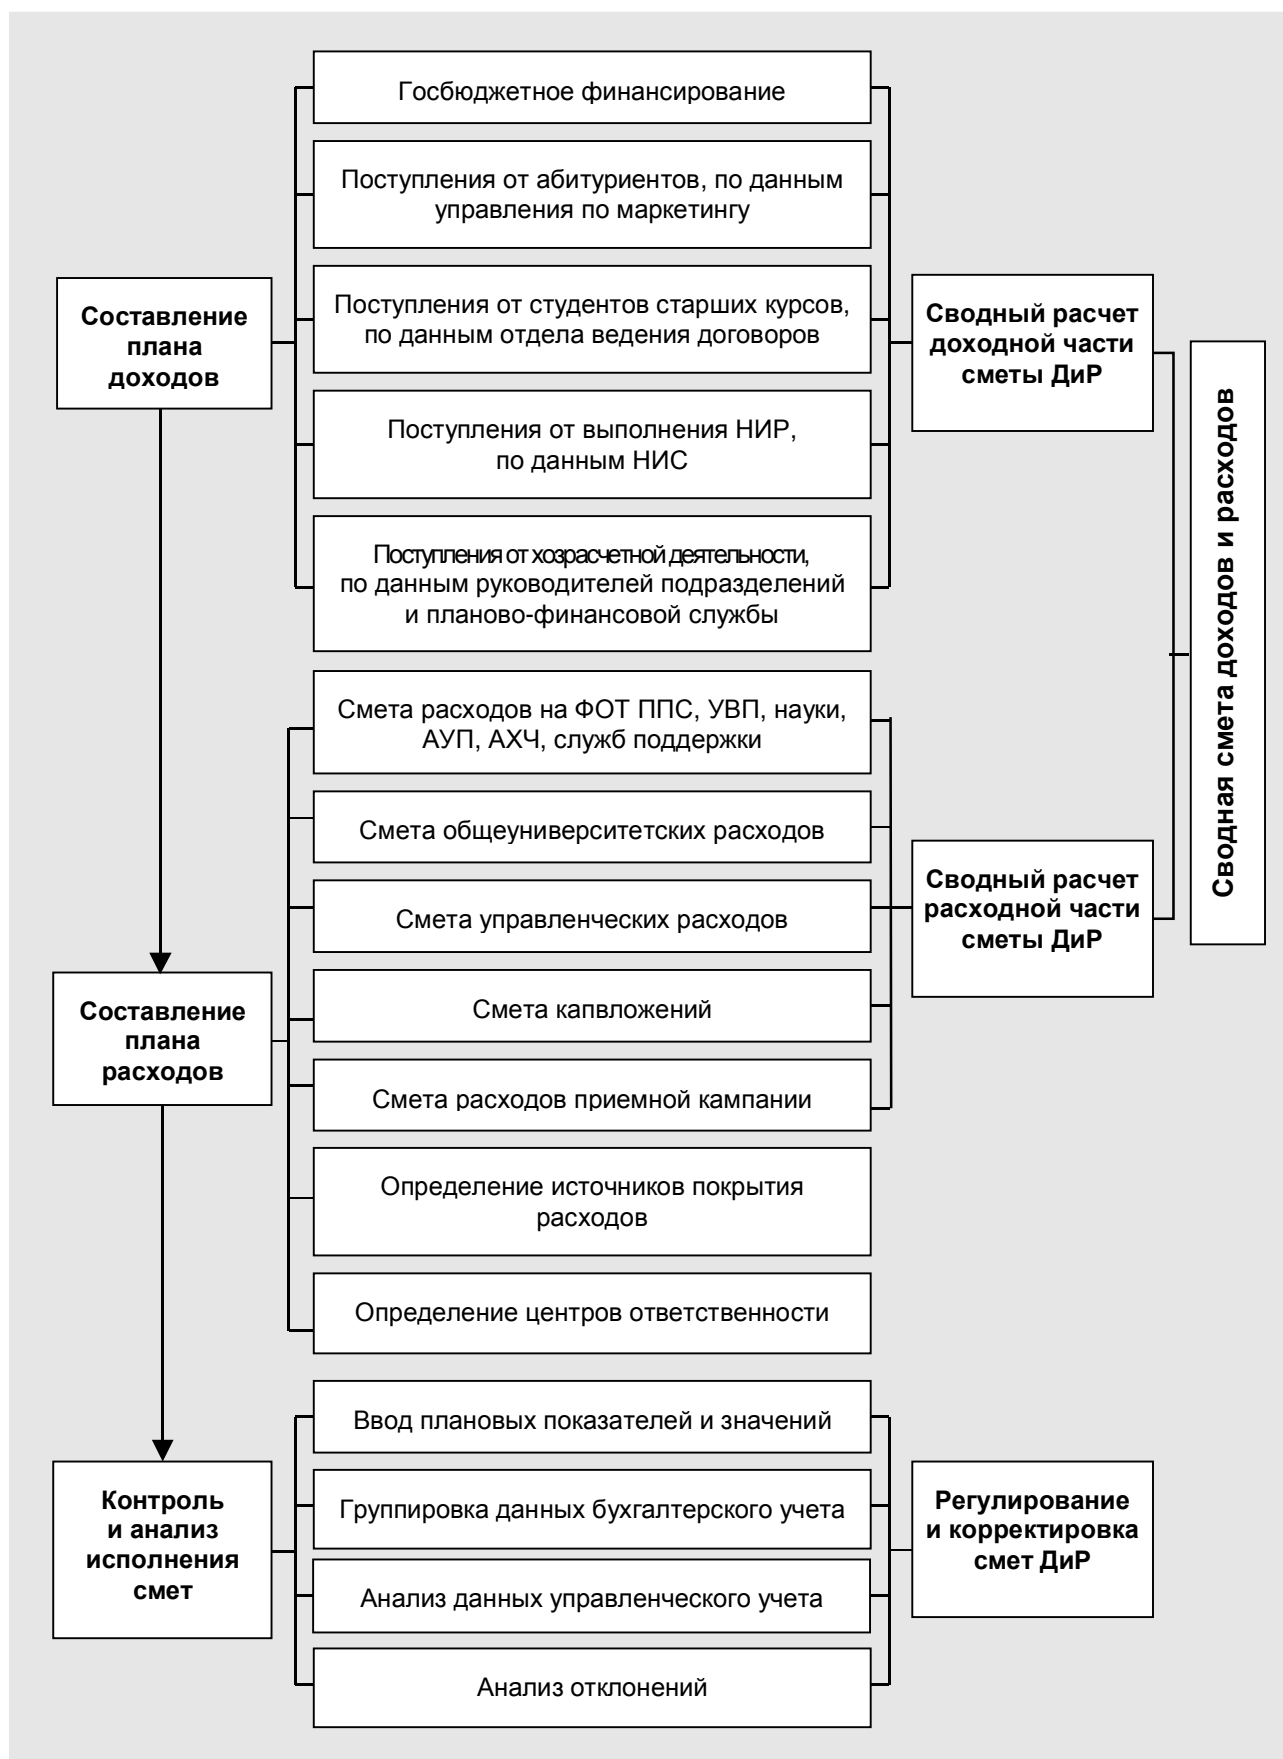 Госбюджетное финансирование
Поступления от абитуриентов, по данным
управления по маркетингу
Составление
плана
доходов
Поступления от студентов старших курсов,
по данным отдела ведения договоров
Сводный расчет
доходной части
сметы ДиР
Поступления от выполнения НИР,
по данным НИС
Поступления от хозрасчетной деятельности,
по данным руководителей подразделений
и планово-финансовой службы
Сводная смета доходов и расходов
Смета расходов на ФОТ ППС, УВП, науки,
АУП, АХЧ, служб поддержки
Смета общеуниверситетских расходов
Смета управленческих расходов
Сводный расчет
расходной части
сметы ДиР
Составление
плана
расходов
Смета капвложений
Смета расходов приемной кампании
Определение источников покрытия
расходов
Определение центров ответственности
Ввод плановых показателей и значений
Контроль
и анализ
исполнения
смет
Группировка данных бухгалтерского учета
Анализ данных управленческого учета
Анализ отклонений
Регулирование
и корректировка
смет ДиР